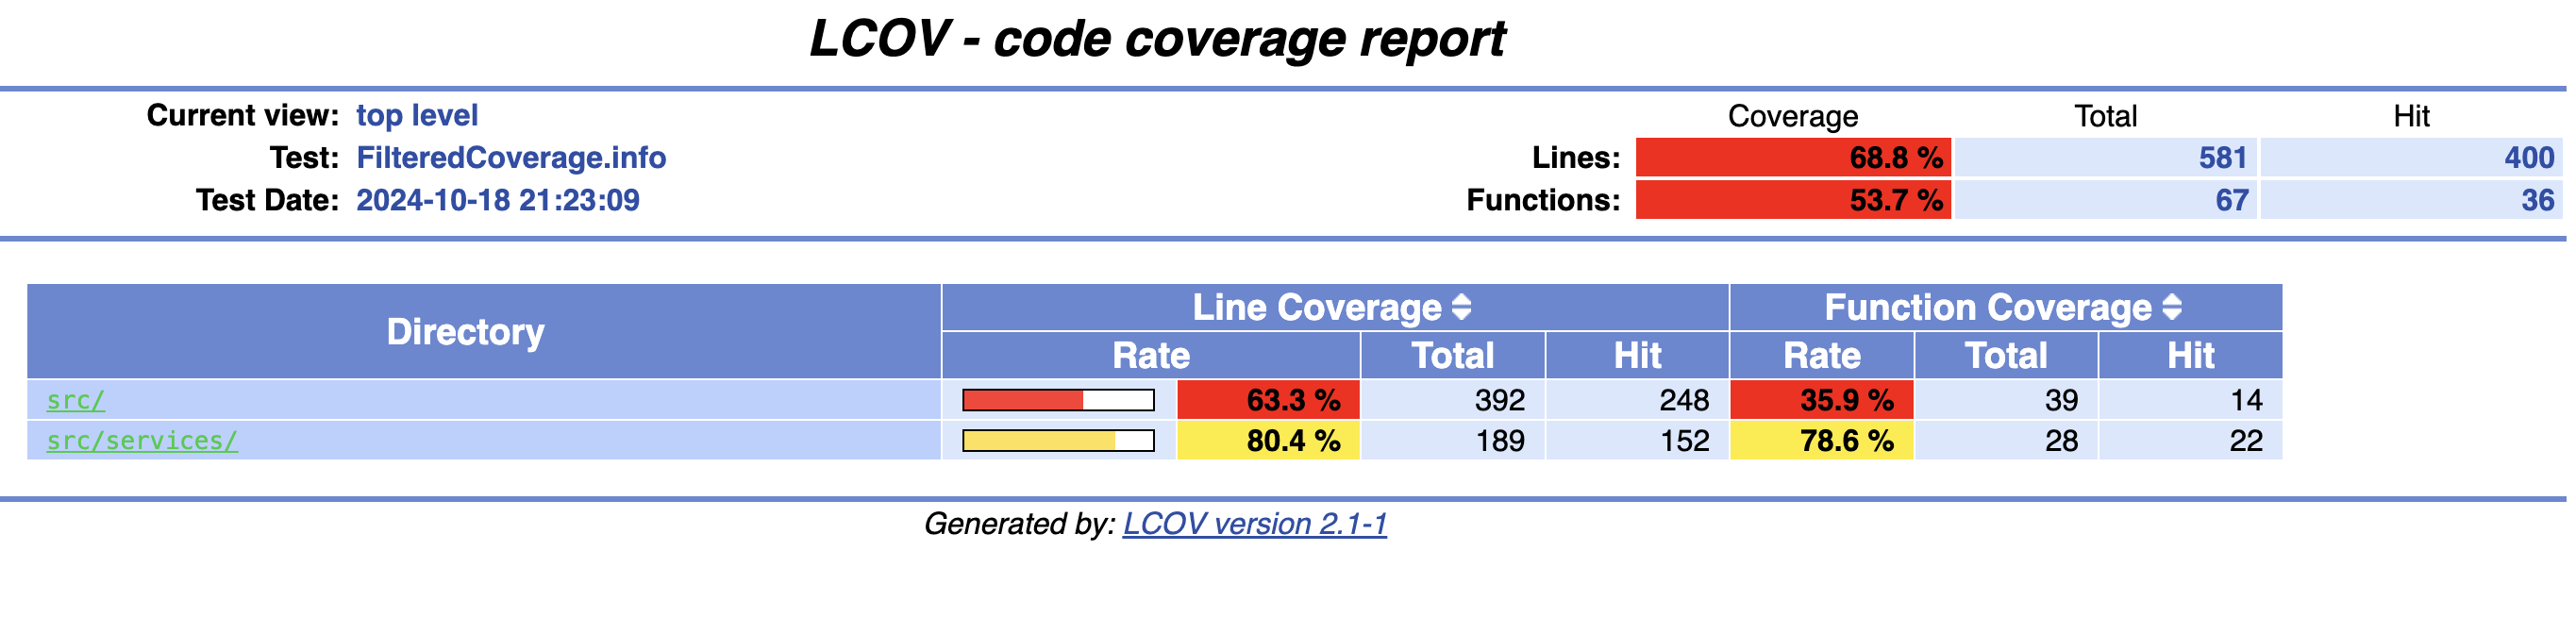 LCOV - code coverage report
Current view: top level
Coverage Total Hit
Test: FilteredCoverage.info
Lines: 68.8 % 581 400
Test Date: 2024-10-18 21:23:09
Functions: 53.7 % 67 36
Directory Line Coverage Function Coverage
Rate Total Hit Rate Total Hit
src/ 63.3 % 392 248 35.9 % 39 14
src/services/ 80.4 % 189 152 78.6 % 28 22
Generated by: LCOV version 2.1-1